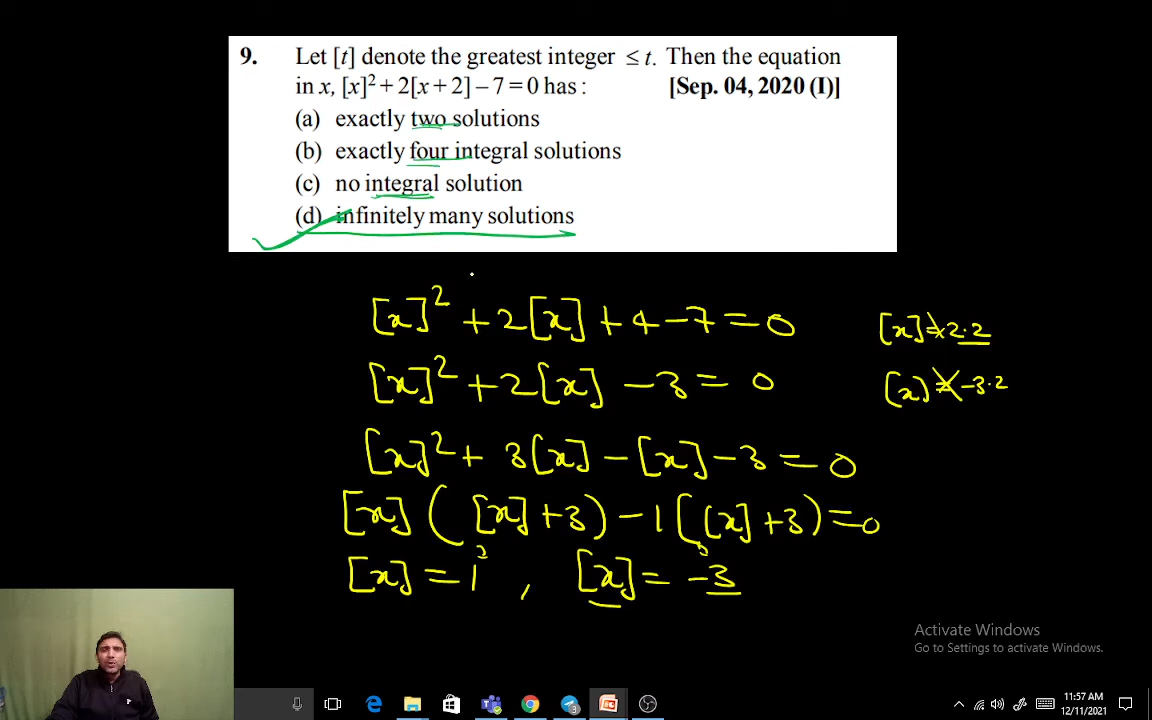 9. Let [t] denote the greatest integer ≤ t. Then the equation
in x, [x]² + 2[x + 2] – 7 = 0 has : [Sep. 04, 2020 (I)]
(a) exactly two solutions
(b) exactly four integral solutions
(c) no integral solution
(d) infinitely many solutions
[x]² + 2[x] + 4 - 7 = 0
[x]² + 2[x] - 3 = 0
[x]² + 3[x] - [x] - 3 = 0
[x] ( [x] + 3) - 1 ([x] + 3) = 0
[x] = 1 , [x] = -3
[x] ≠ 2.2
[x] ≠ -3.2
Activate Windows
Go to Settings to activate Windows.
11:57 AM
12/11/2021